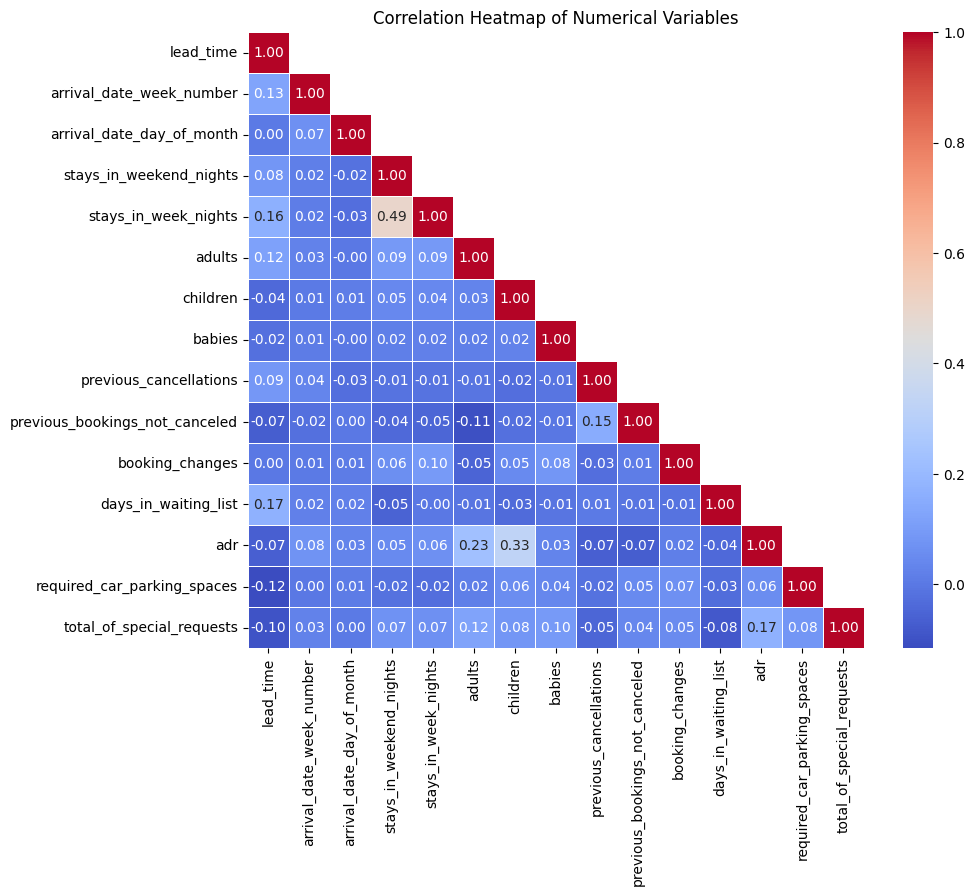 Correlation Heatmap of Numerical Variables
lead_time 1.00
arrival_date_week_number 0.13 1.00
arrival_date_day_of_month 0.00 0.07 1.00
stays_in_weekend_nights 0.08 0.02 -0.02 1.00
stays_in_week_nights 0.16 0.02 -0.03 0.49 1.00
adults 0.12 0.03 -0.00 0.09 0.09 1.00
children -0.04 0.01 0.01 0.05 0.04 0.03 1.00
babies -0.02 0.01 -0.00 0.02 0.02 0.02 0.02 1.00
previous_cancellations 0.09 0.04 -0.03 -0.01 -0.01 -0.01 -0.02 -0.01 1.00
previous_bookings_not_canceled -0.07 -0.02 0.00 -0.04 -0.05 -0.11 -0.02 -0.01 0.15 1.00
booking_changes 0.00 0.01 0.01 0.06 0.10 -0.05 0.05 0.08 -0.03 0.01 1.00
days_in_waiting_list 0.17 0.02 0.02 -0.05 -0.00 -0.01 -0.03 -0.01 0.01 -0.01 -0.01 1.00
adr -0.07 0.08 0.03 0.05 0.06 0.23 0.33 0.03 -0.07 -0.07 0.02 -0.04 1.00
required_car_parking_spaces -0.12 0.00 0.01 -0.02 -0.02 0.02 0.06 0.04 -0.02 0.05 0.07 -0.03 0.06 1.00
total_of_special_requests -0.10 0.03 0.00 0.07 0.07 0.12 0.08 0.10 -0.05 0.04 0.05 -0.08 0.17 0.08 1.00
lead_time
arrival_date_week_number
arrival_date_day_of_month
stays_in_weekend_nights
stays_in_week_nights
adults
children
babies
previous_cancellations
previous_bookings_not_canceled
booking_changes
days_in_waiting_list
adr
required_car_parking_spaces
total_of_special_requests
1.0
0.8
0.6
0.4
0.2
0.0